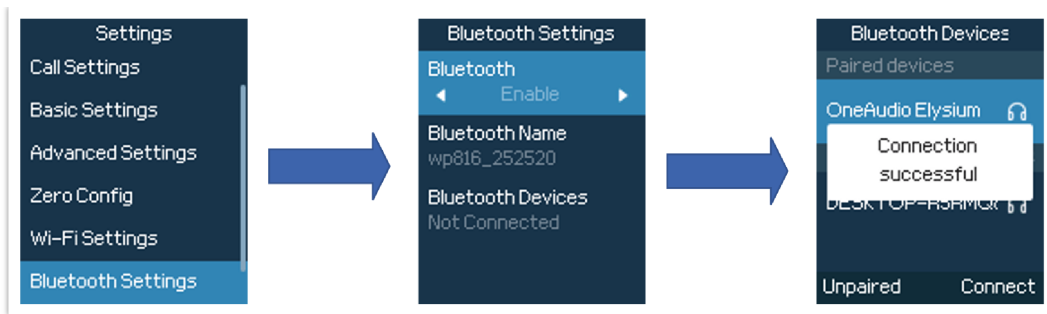 Settings
Call Settings
Basic Settings
Advanced Settings
Zero Config
Wi-Fi Settings
Bluetooth Settings
Bluetooth Settings
Bluetooth
Enable
Bluetooth Name
wp816_252520
Bluetooth Devices
Not Connected
Bluetooth Devices
Paired devices
OneAudio Elysium
Connection
successful
Unpaired Connect